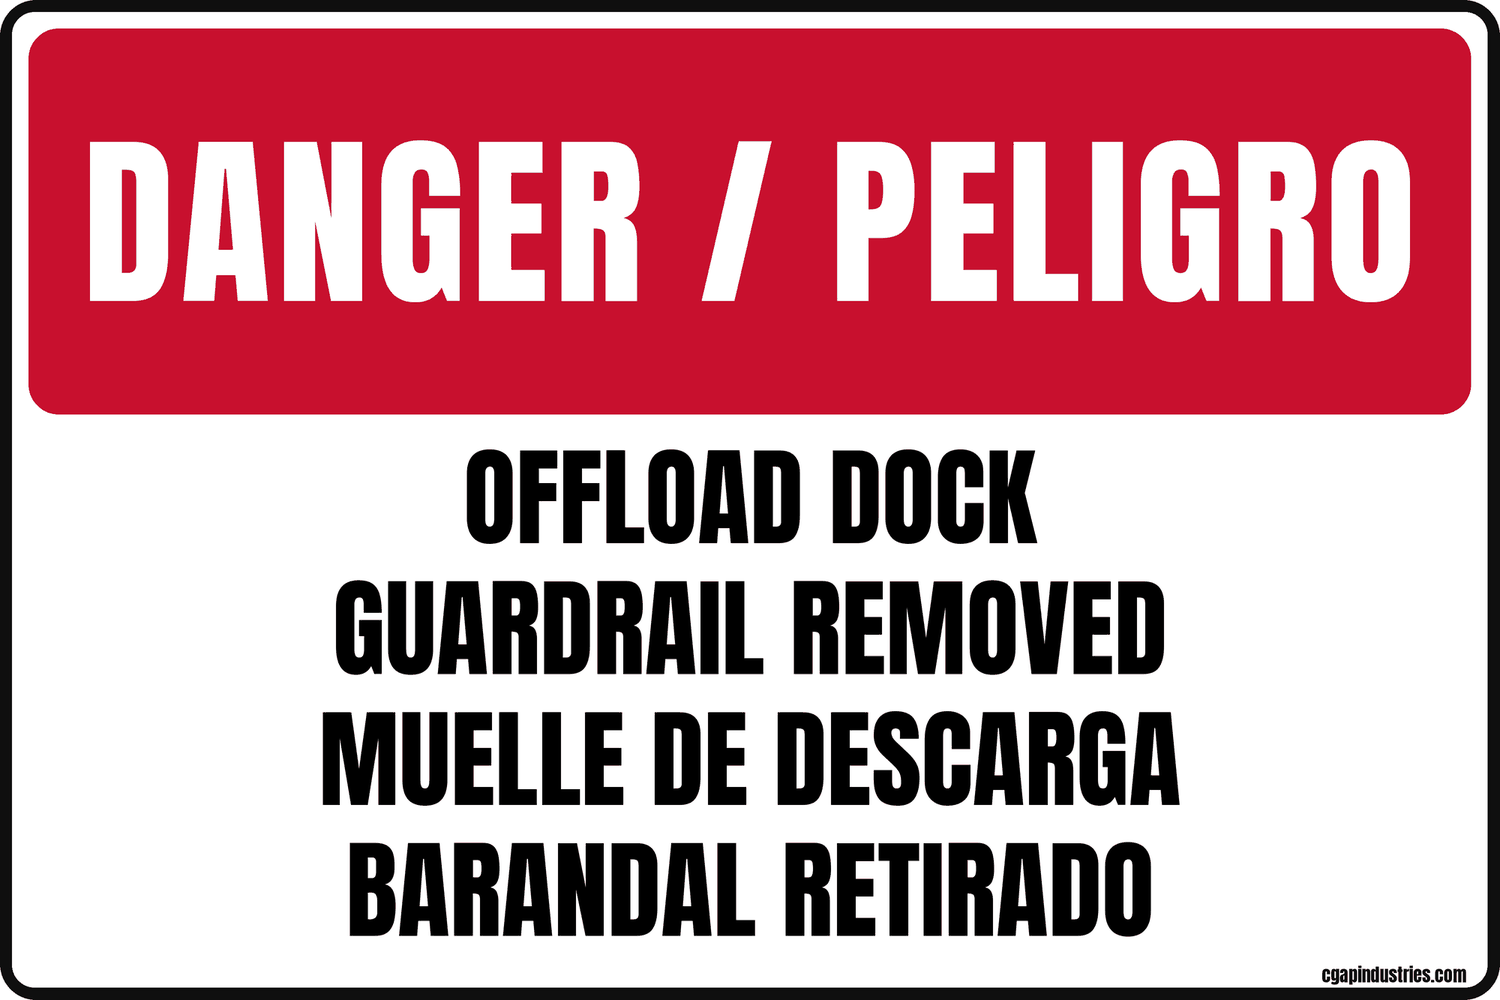 DANGER / PELIGRO
OFFLOAD DOCK
GUARDRAIL REMOVED
MUELLE DE DESCARGA
BARANDAL RETIRADO
cgapindustries.com